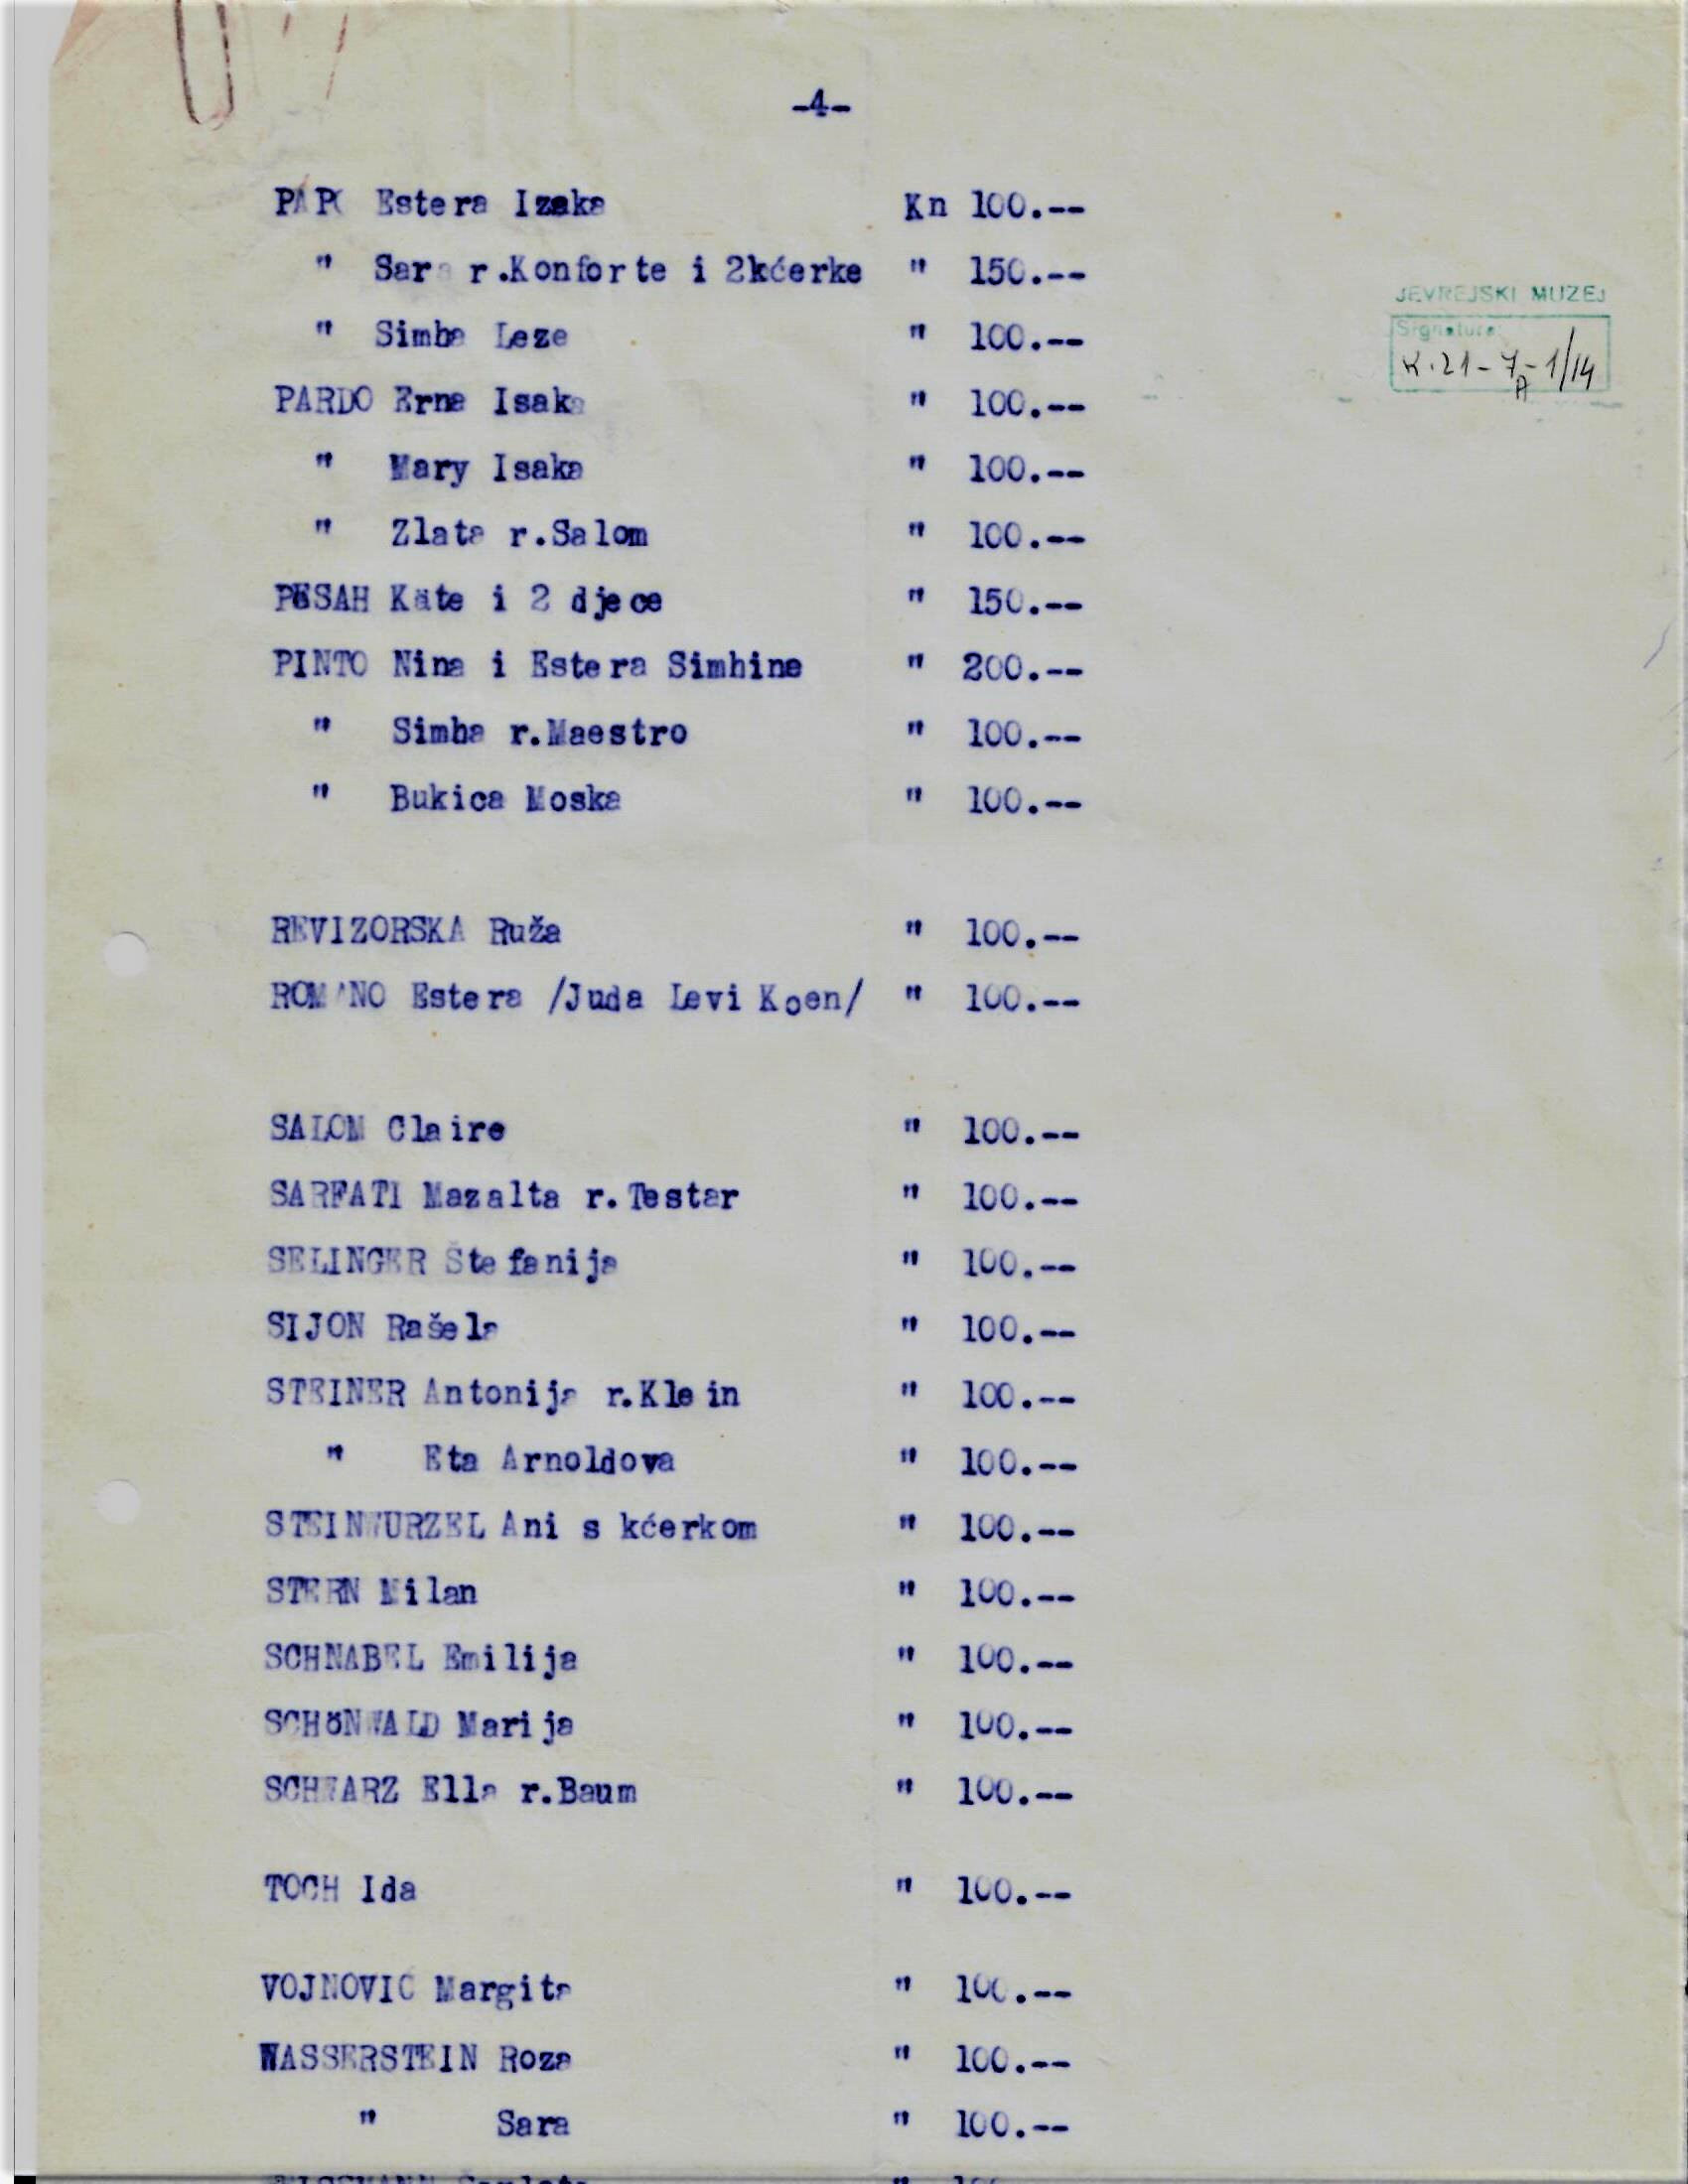 -4-
PAPO Estera Izaka Kn 100.--
" Sara r.Konforte i 2kćerke " 150.--
JEVREJSKI MUZEJ
Signatura:
K.21-7A-1/14
" Simha Leze " 100.--
PARDO Erna Isaka " 100.--
" Mary Isaka " 100.--
" Zlata r.Salom " 100.--
PESAH Käte i 2 djece " 150.--
PINTO Nina i Estera Simhine " 200.--
" Simha r.Maestro " 100.--
" Bukica Moska " 100.--
REVIZORSKA Ruža " 100.--
ROMANO Estera /Juda Levi Koen/ " 100.--
SALOM Claire " 100.--
SARFATI Mazalta r.Testar " 100.--
SELINGER Štefanija " 100.--
SIJON Rašela " 100.--
STEINER Antonija r.Klein " 100.--
" Eta Arnoldova " 100.--
STEINWURZEL Ani s kćerkom " 100.--
STERN Milan " 100.--
SCHNABEL Emilija " 100.--
SCHöNWALD Marija " 100.--
SCHWARZ Ella r.Baum " 100.--
TOCH Ida " 100.--
VOJNOVIĆ Margita " 100.--
WASSERSTEIN Roza " 100.--
" Sara " 100.--